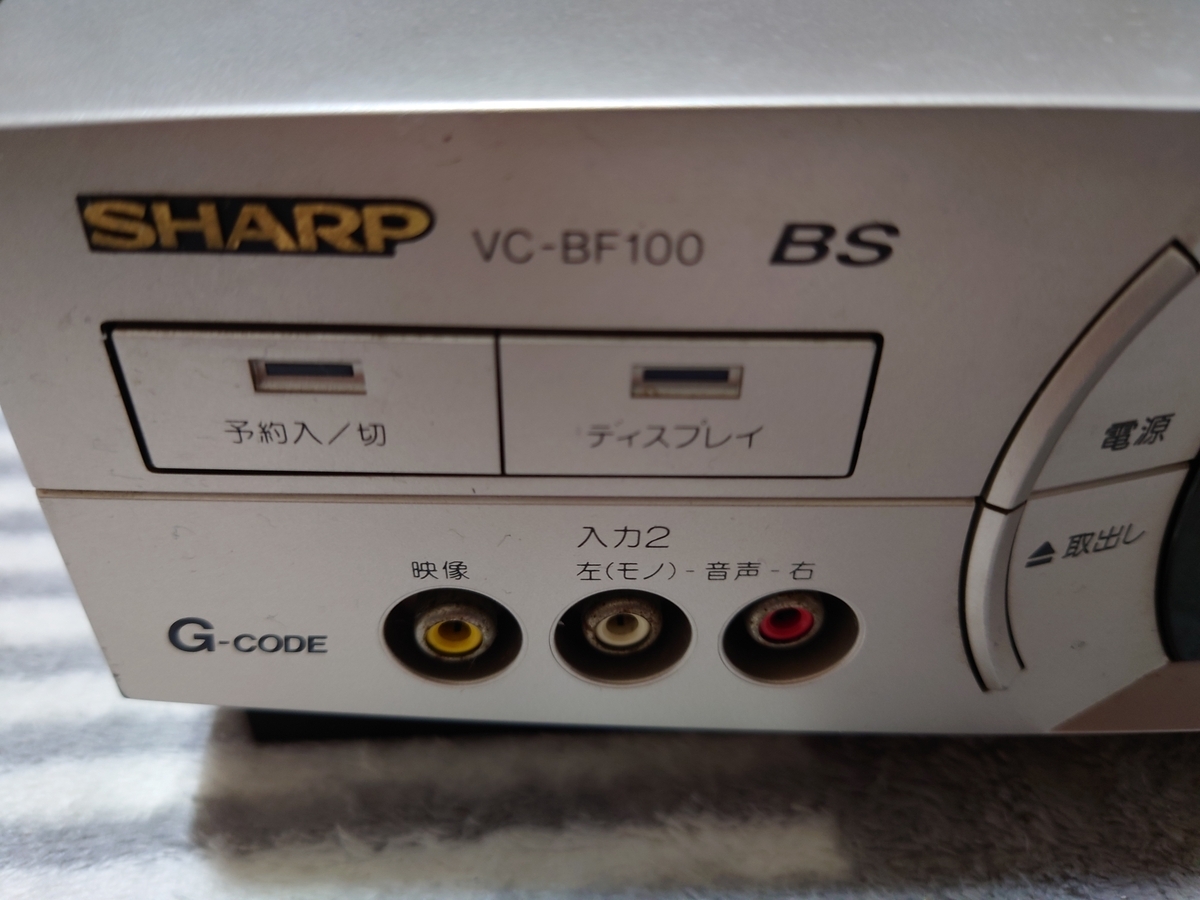 SHARP VC-BF100 BS
予約入/切 ディスプレイ
電源
取出し
入力2
映像 左(モノ)-音声-右
G-CODE